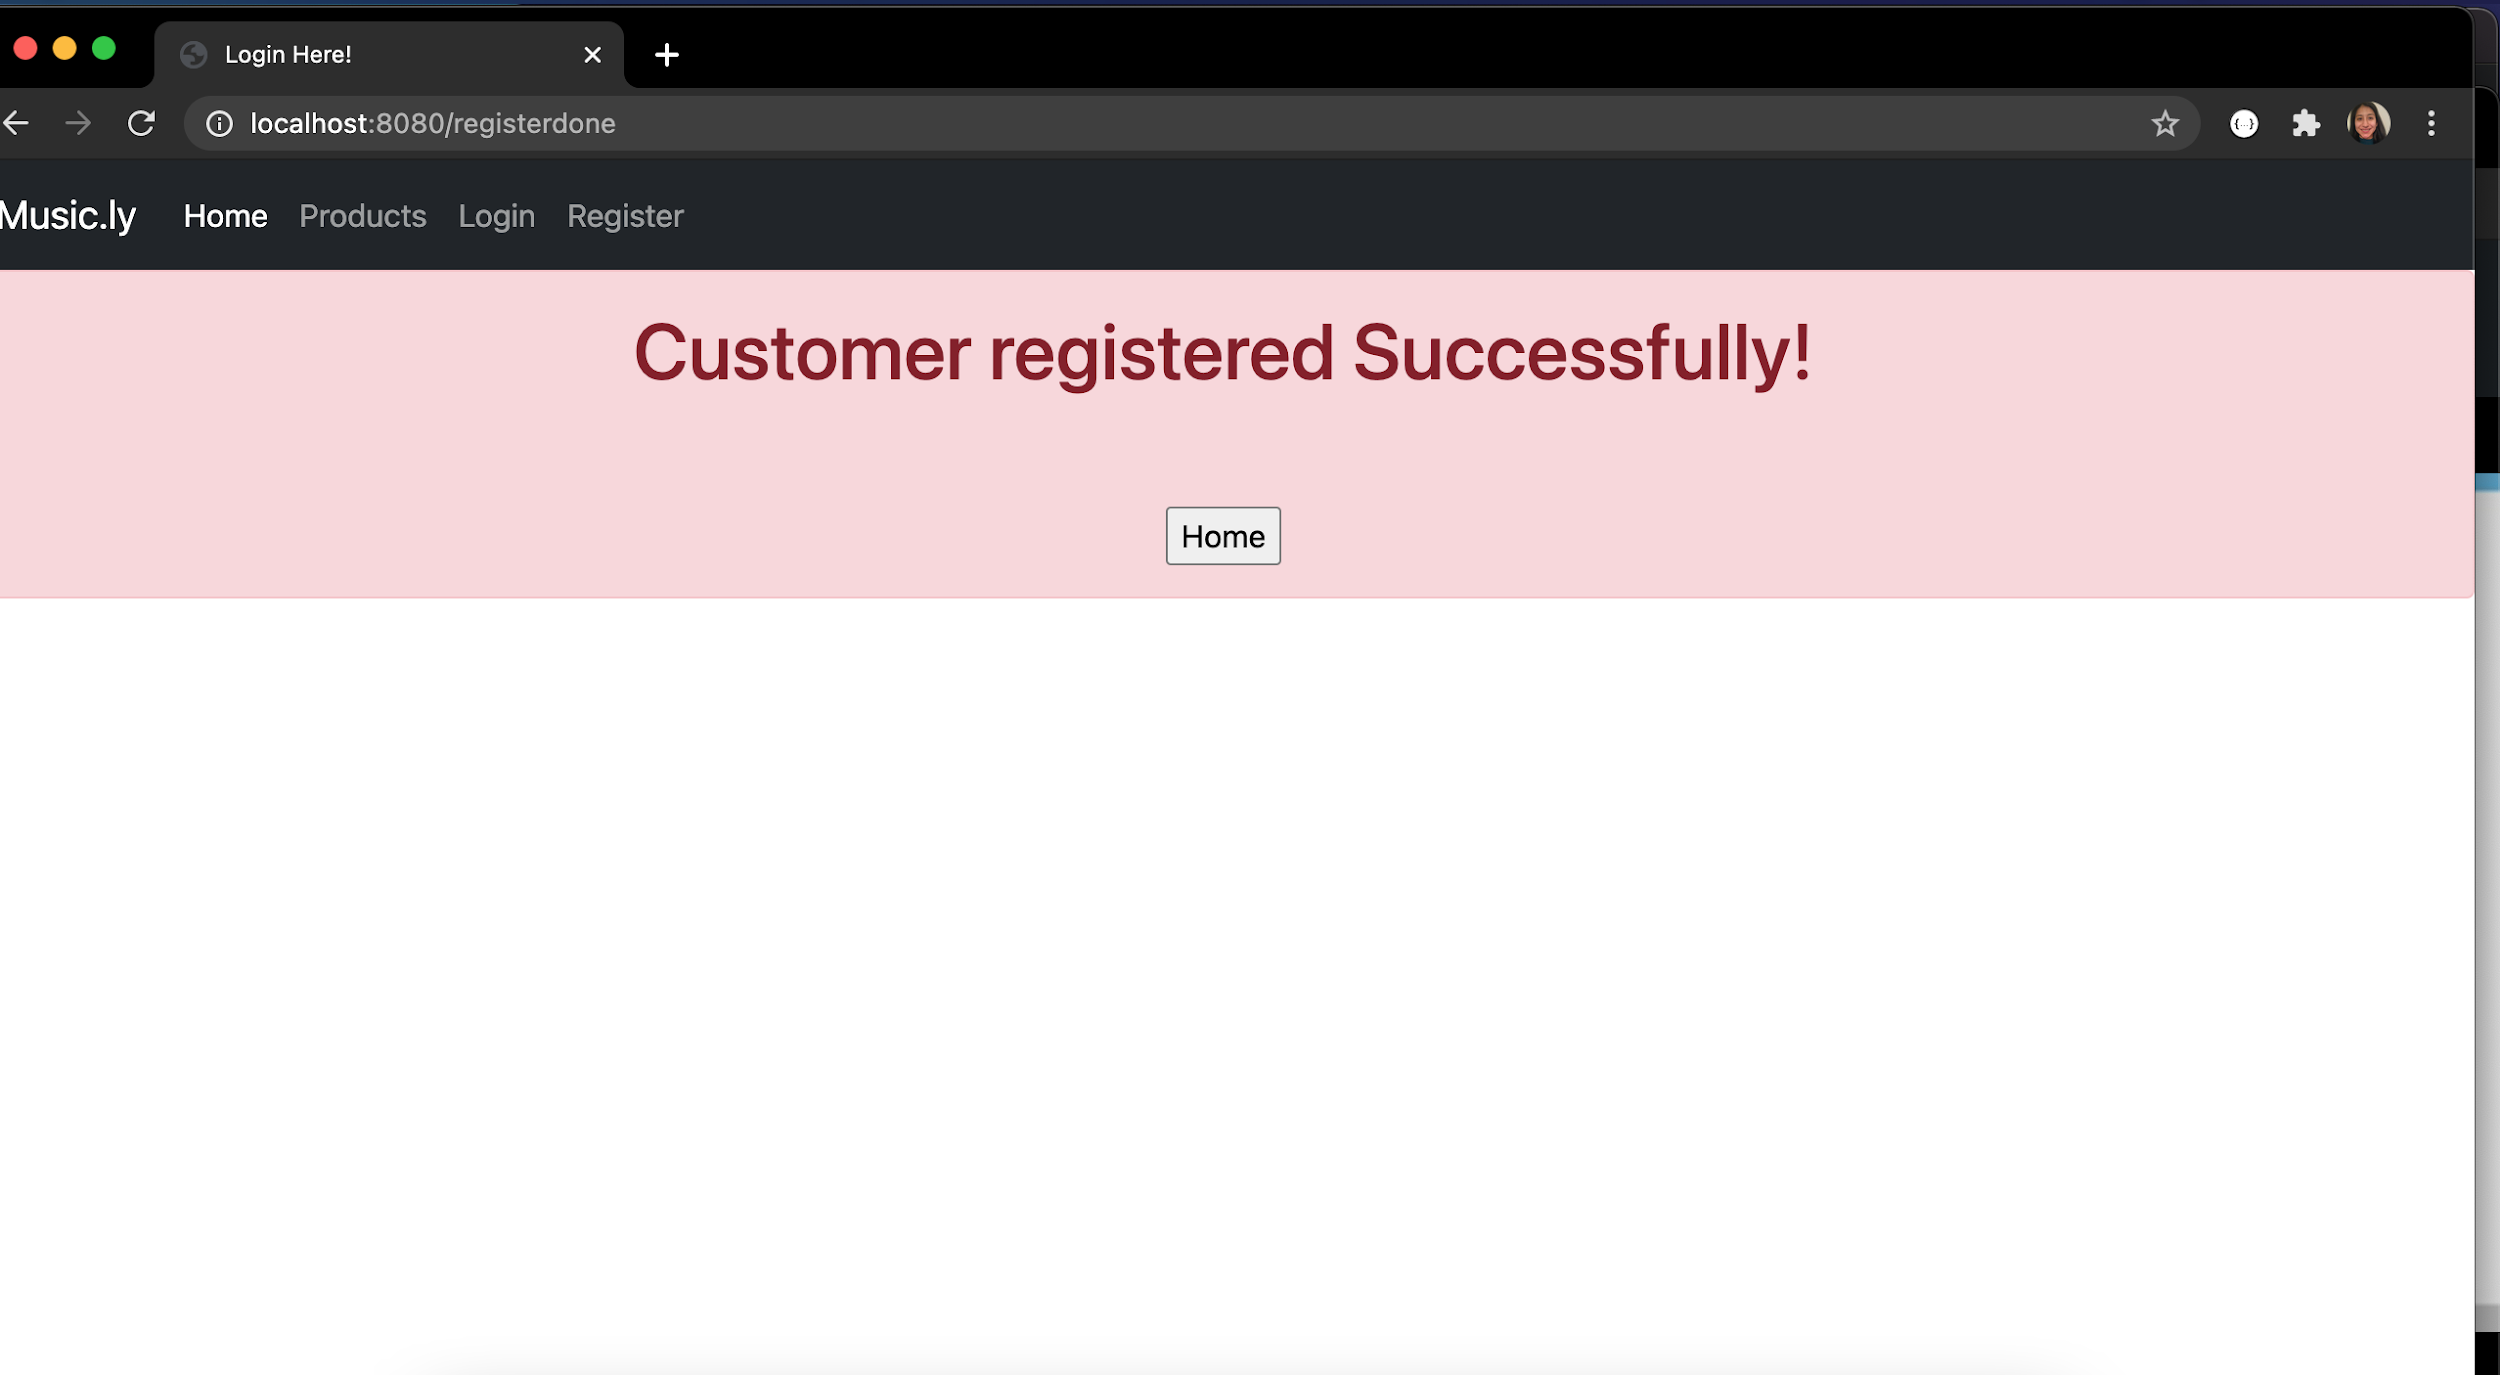 Login Here!
localhost:8080/registerdone
{...}
Music.ly Home Products Login Register
Customer registered Successfully!
Home